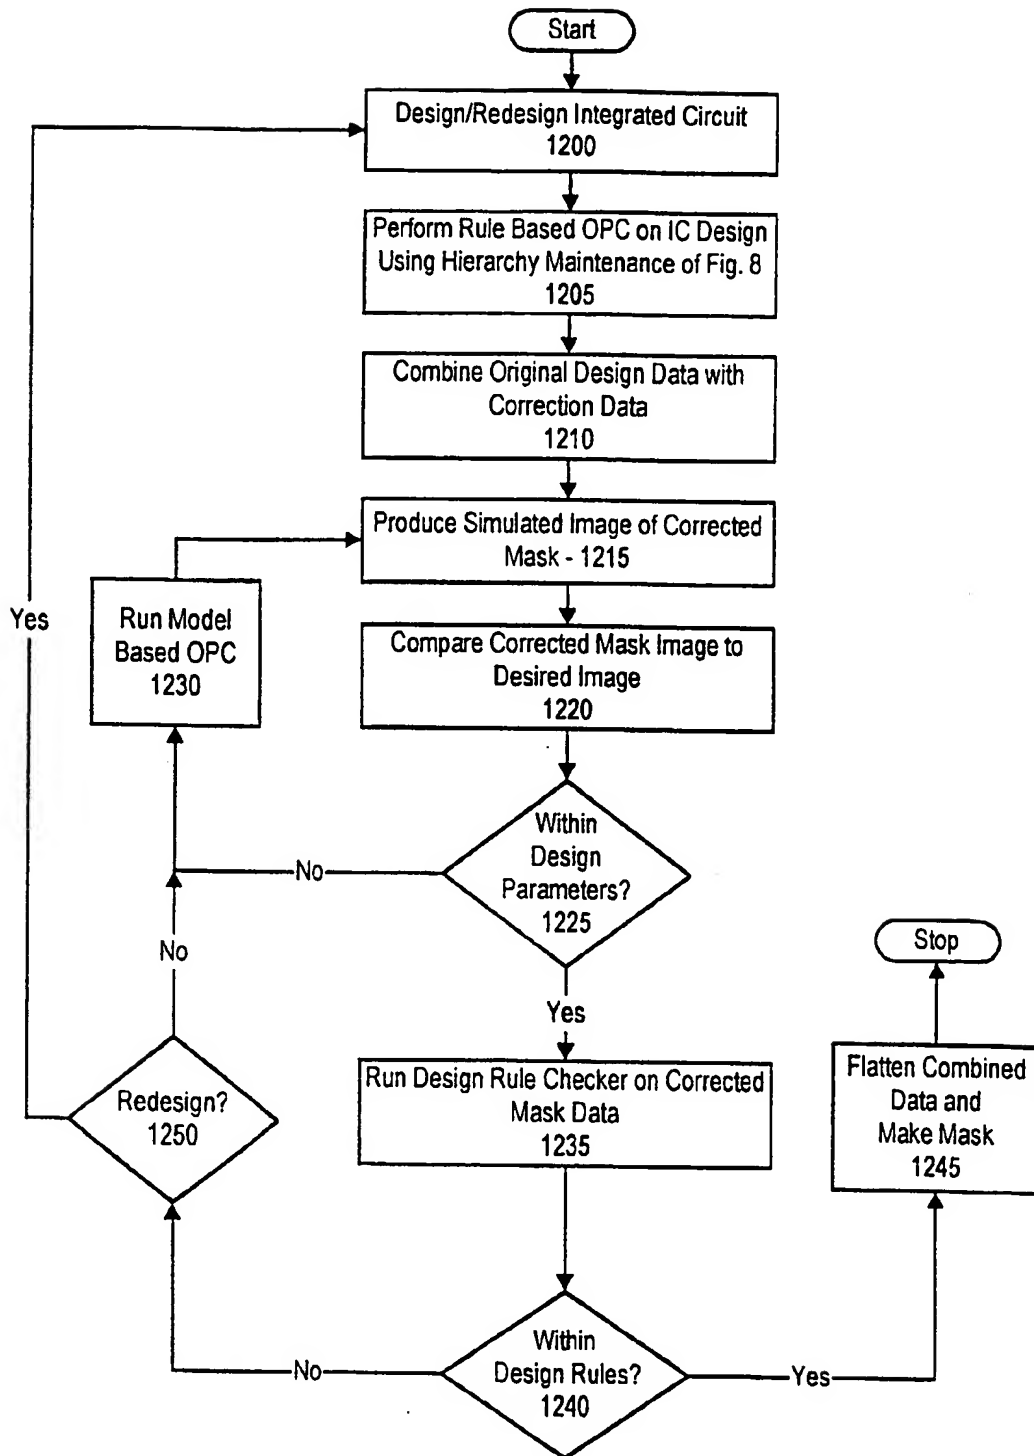 Start
Design/Redesign Integrated Circuit
1200
Perform Rule Based OPC on IC Design
Using Hierarchy Maintenance of Fig. 8
1205
Combine Original Design Data with
Correction Data
1210
Produce Simulated Image of Corrected
Mask - 1215
Run Model
Based OPC
1230
Yes
Compare Corrected Mask Image to
Desired Image
1220
Within
Design
Parameters?
1225
No
No
Yes
Stop
Redesign?
1250
Run Design Rule Checker on Corrected
Mask Data
1235
Flatten Combined
Data and
Make Mask
1245
Within
Design Rules?
1240
No
Yes